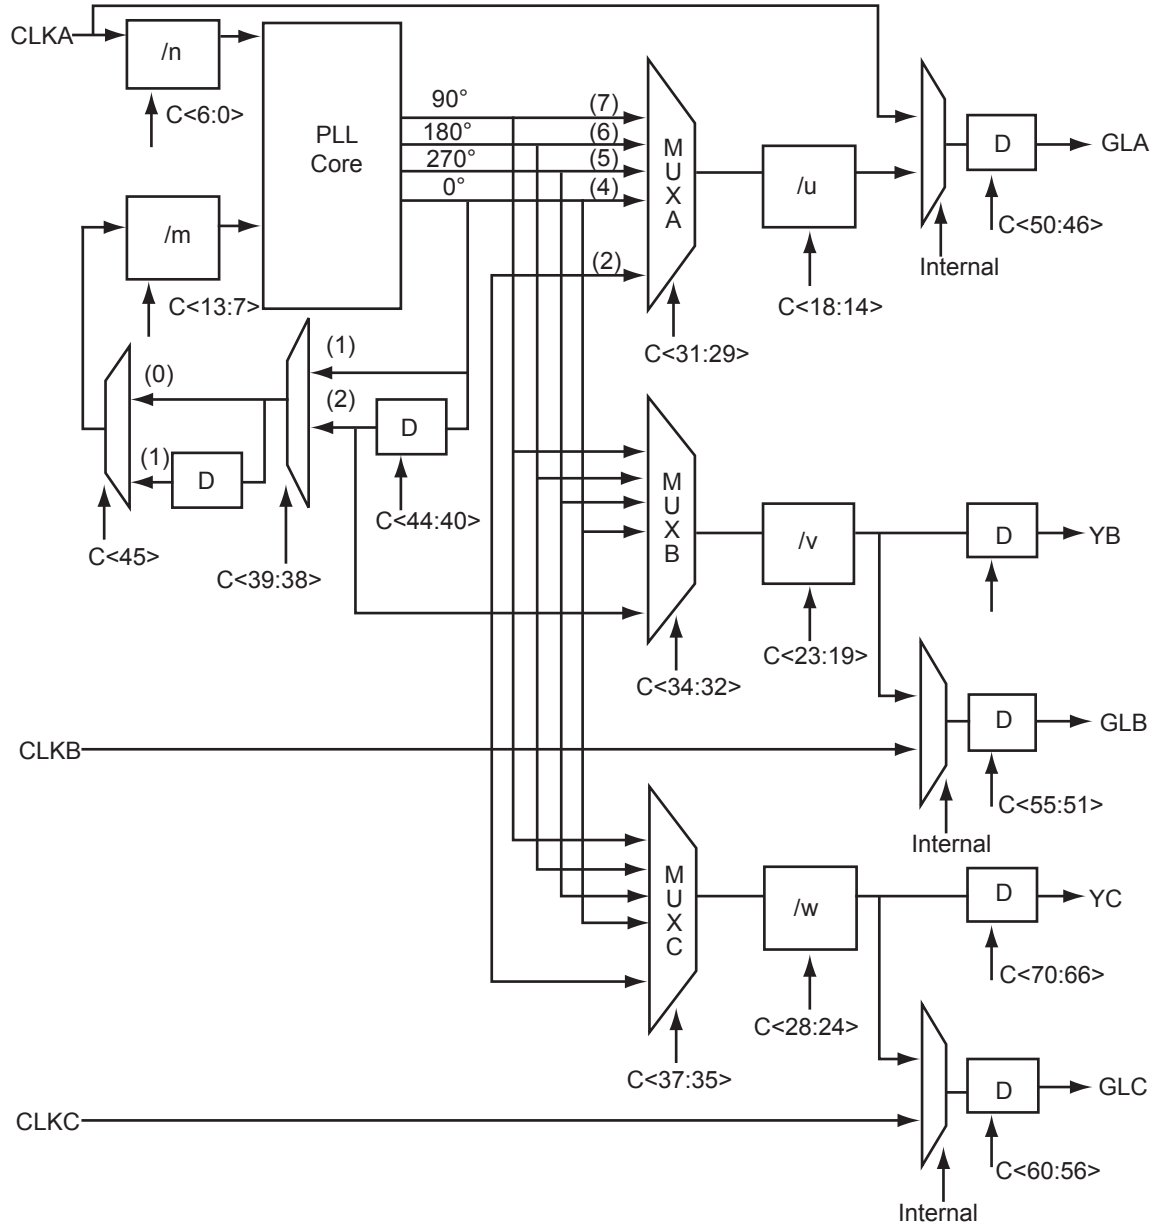 CLKA
/n
C<6:0>
PLL
Core
90°
180°
270°
0°
(7)
(6)
(5)
(4)
(2)
M
U
X
A
/u
D
GLA
C<50:46>
Internal
C<18:14>
C<31:29>
/m
C<13:7>
(0)
(1)
D
C<45>
(1)
(2)
D
C<44:40>
C<39:38>
M
U
X
B
/v
D
YB
C<23:19>
C<34:32>
CLKB
D
GLB
C<55:51>
Internal
M
U
X
C
/w
D
YC
C<70:66>
C<28:24>
C<37:35>
CLKC
D
GLC
C<60:56>
Internal